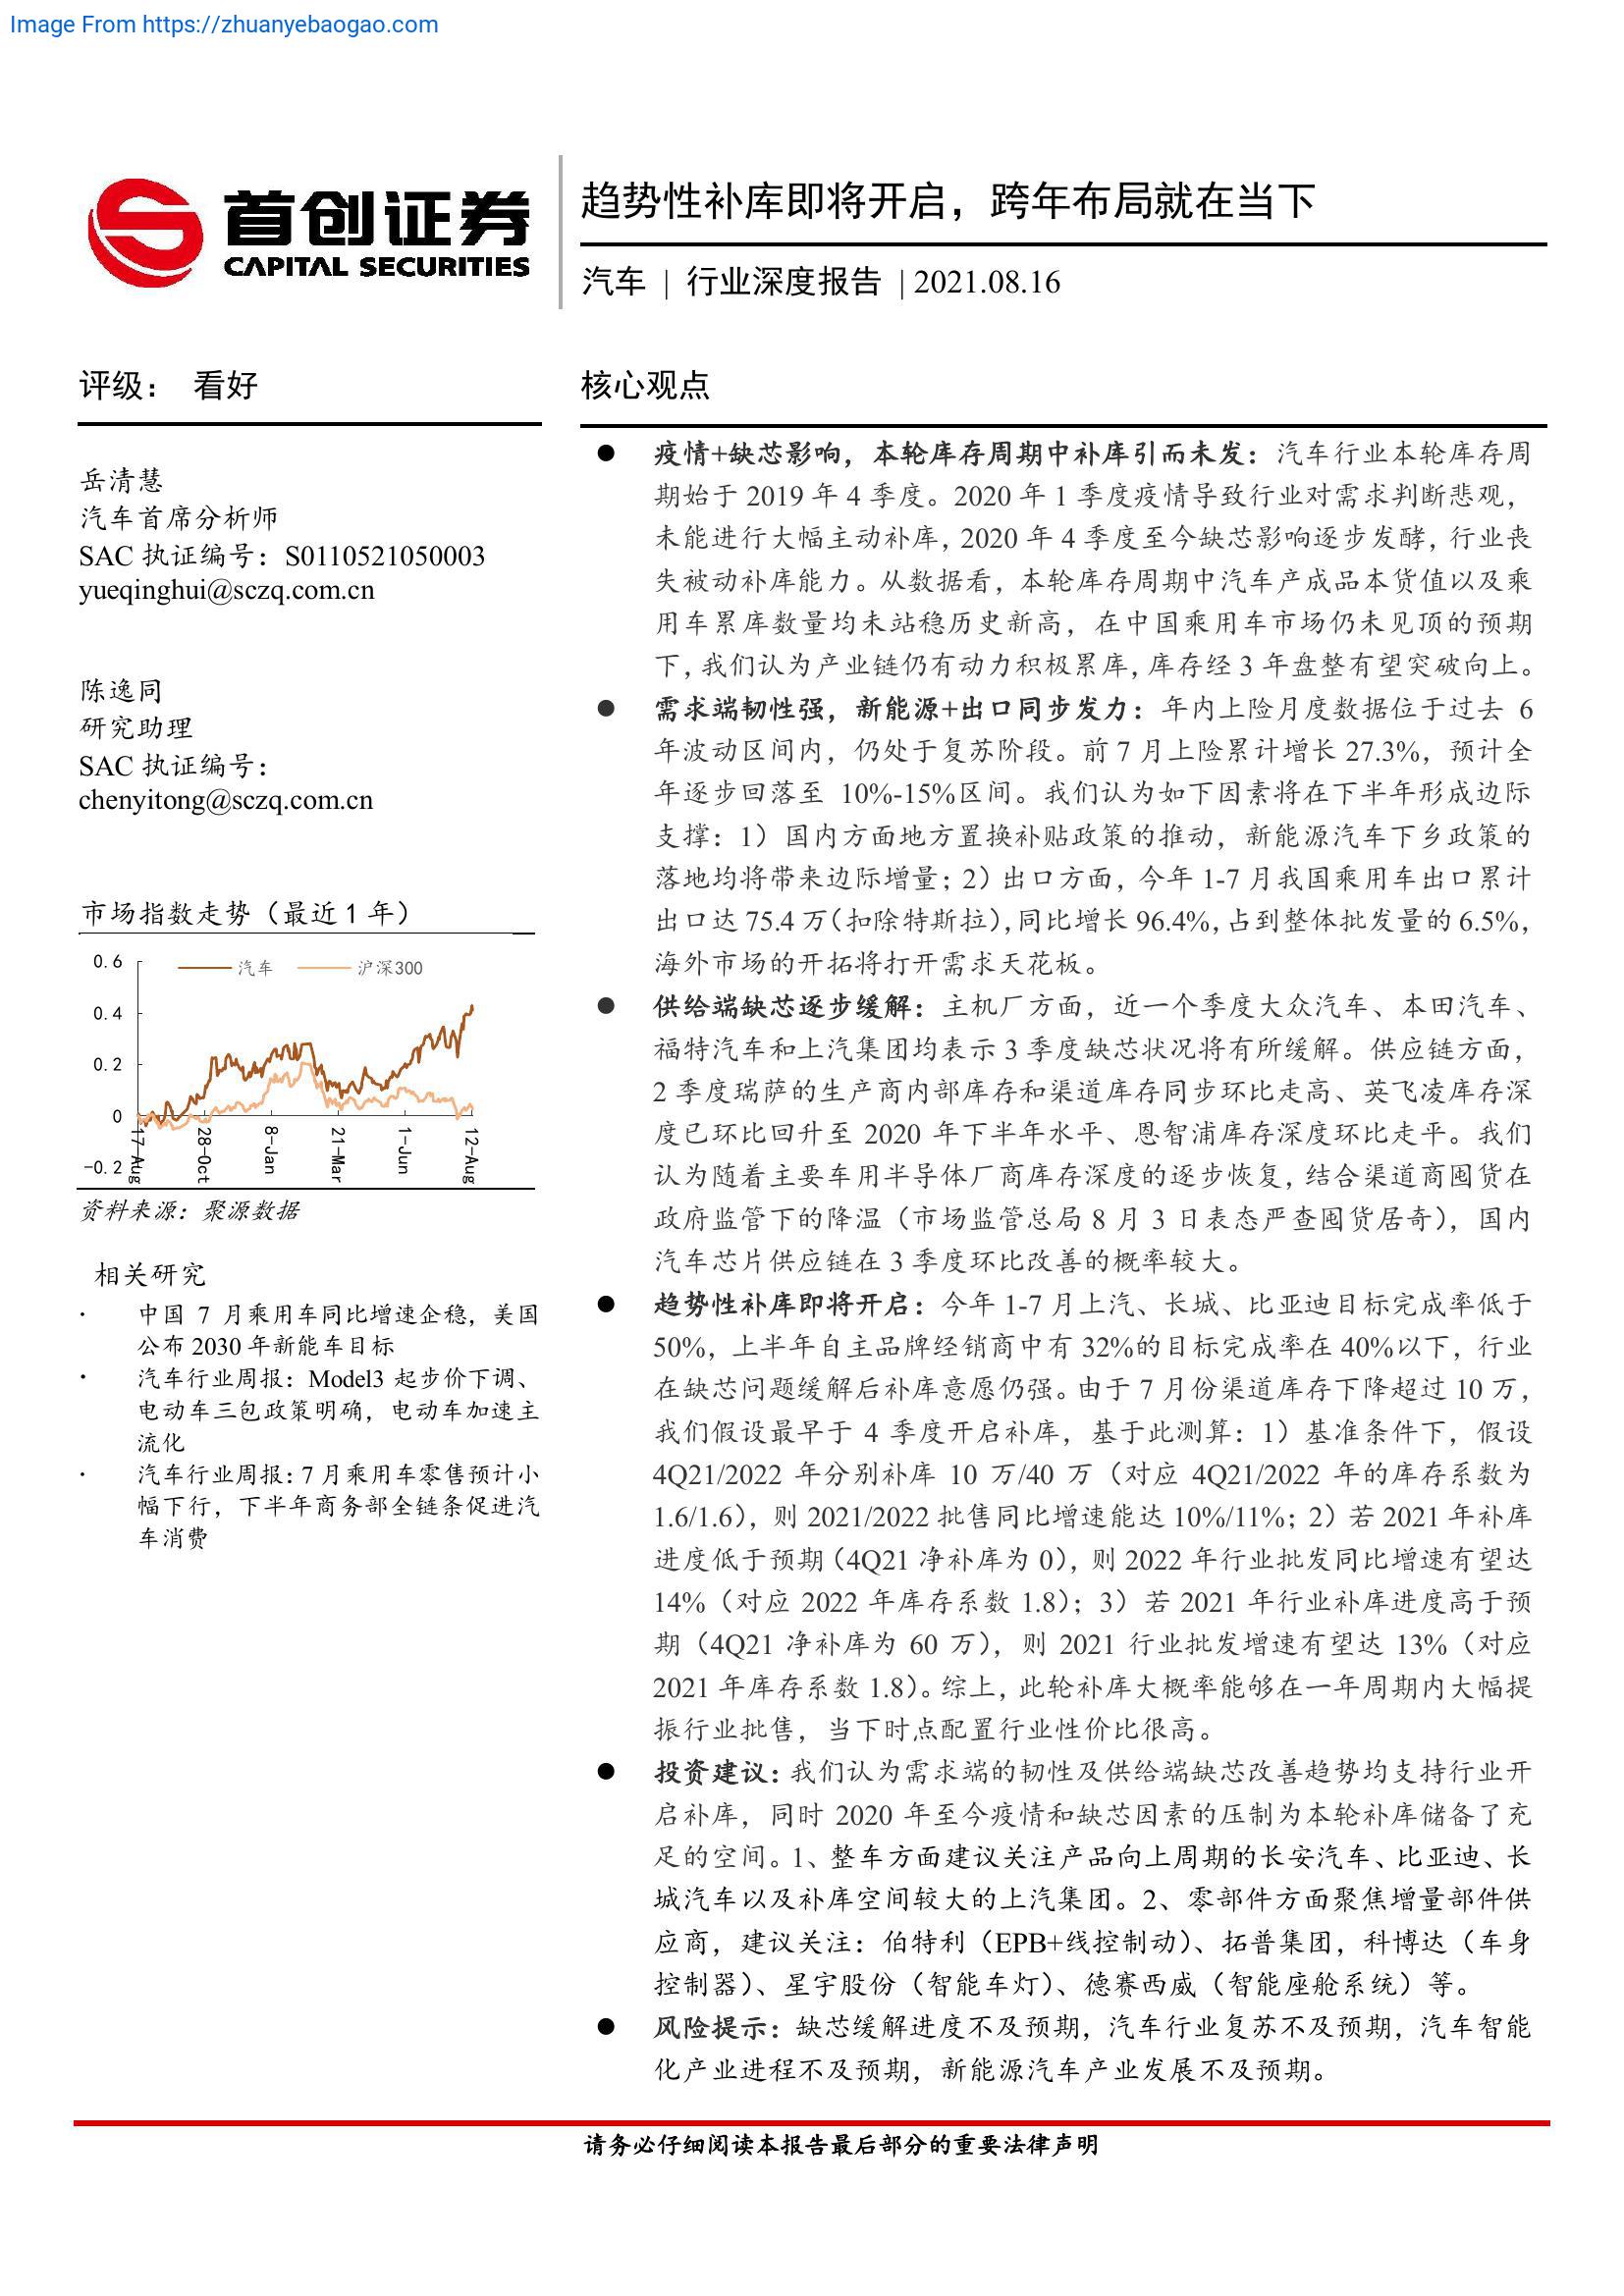 Image From https://zhuanyebaogao.com
首创证券
CAPITAL SECURITIES
趋势性补库即将开启，跨年布局就在当下
汽车 | 行业深度报告 | 2021.08.16
评级： 看好
岳清慧
汽车首席分析师
SAC 执证编号：S0110521050003
yueqinghui@sczq.com.cn
陈逸同
研究助理
SAC 执证编号：
chenyitong@sczq.com.cn
市场指数走势（最近 1 年）
汽车 沪深300
0.6
0.4
0.2
0
-0.2
17-Aug
28-Oct
8-Jan
21-Mar
1-Jun
12-Aug
资料来源：聚源数据
相关研究
· 中国 7 月乘用车同比增速企稳，美国
公布 2030 年新能车目标
· 汽车行业周报：Model3 起步价下调、
电动车三包政策明确，电动车加速主
流化
· 汽车行业周报：7 月乘用车零售预计小
幅下行，下半年商务部全链条促进汽
车消费
核心观点
● 疫情+缺芯影响，本轮库存周期中补库引而未发：汽车行业本轮库存周
期始于 2019 年 4 季度。2020 年 1 季度疫情导致行业对需求判断悲观，
未能进行大幅主动补库，2020 年 4 季度至今缺芯影响逐步发酵，行业丧
失被动补库能力。从数据看，本轮库存周期中汽车产成品本货值以及乘
用车累库数量均未站稳历史新高，在中国乘用车市场仍未见顶的预期
下，我们认为产业链仍有动力积极累库，库存经 3 年盘整有望突破向上。
● 需求端韧性强，新能源+出口同步发力：年内上险月度数据位于过去 6
年波动区间内，仍处于复苏阶段。前 7 月上险累计增长 27.3%，预计全
年逐步回落至 10%-15%区间。我们认为如下因素将在下半年形成边际
支撑：1）国内方面地方置换补贴政策的推动，新能源汽车下乡政策的
落地均将带来边际增量；2）出口方面，今年 1-7 月我国乘用车出口累计
出口达 75.4 万（扣除特斯拉），同比增长 96.4%，占到整体批发量的 6.5%，
海外市场的开拓将打开需求天花板。
● 供给端缺芯逐步缓解：主机厂方面，近一个季度大众汽车、本田汽车、
福特汽车和上汽集团均表示 3 季度缺芯状况将有所缓解。供应链方面，
2 季度瑞萨的生产商内部库存和渠道库存同步环比走高、英飞凌库存深
度已环比回升至 2020 年下半年水平、恩智浦库存深度环比走平。我们
认为随着主要车用半导体厂商库存深度的逐步恢复，结合渠道商囤货在
政府监管下的降温（市场监管总局 8 月 3 日表态严查囤货居奇），国内
汽车芯片供应链在 3 季度环比改善的概率较大。
● 趋势性补库即将开启：今年 1-7 月上汽、长城、比亚迪目标完成率低于
50%，上半年自主品牌经销商中有 32%的目标完成率在 40%以下，行业
在缺芯问题缓解后补库意愿仍强。由于 7 月份渠道库存下降超过 10 万，
我们假设最早于 4 季度开启补库，基于此测算：1）基准条件下，假设
4Q21/2022 年分别补库 10 万/40 万（对应 4Q21/2022 年的库存系数为
1.6/1.6），则 2021/2022 批售同比增速能达 10%/11%；2）若 2021 年补库
进度低于预期（4Q21 净补库为 0），则 2022 年行业批发同比增速有望达
14%（对应 2022 年库存系数 1.8）；3）若 2021 年行业补库进度高于预
期（4Q21 净补库为 60 万），则 2021 行业批发增速有望达 13%（对应
2021 年库存系数 1.8）。综上，此轮补库大概率能够在一年周期内大幅提
振行业批售，当下时点配置行业性价比很高。
● 投资建议：我们认为需求端的韧性及供给端缺芯改善趋势均支持行业开
启补库，同时 2020 年至今疫情和缺芯因素的压制为本轮补库储备了充
足的空间。1、整车方面建议关注产品向上周期的长安汽车、比亚迪、长
城汽车以及补库空间较大的上汽集团。2、零部件方面聚焦增量部件供
应商，建议关注：伯特利（EPB+线控制动）、拓普集团，科博达（车身
控制器）、星宇股份（智能车灯）、德赛西威（智能座舱系统）等。
● 风险提示：缺芯缓解进度不及预期，汽车行业复苏不及预期，汽车智能
化产业进程不及预期，新能源汽车产业发展不及预期。
请务必仔细阅读本报告最后部分的重要法律声明